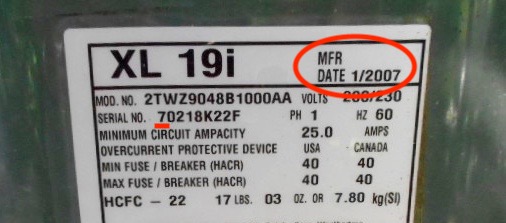 XL 19i MFR DATE 1/2007
MOD. NO. 2TWZ9048B1000AA VOLTS 208/230
SERIAL NO. 70218K22F PH 1 HZ 60
MINIMUM CIRCUIT AMPACITY 25.0 AMPS
OVERCURRENT PROTECTIVE DEVICE USA CANADA
MIN FUSE / BREAKER (HACR) 40 40
MAX FUSE / BREAKER (HACR) 40 40
HCFC - 22 17 LBS. 03 OZ. OR 7.80 kg(SI)